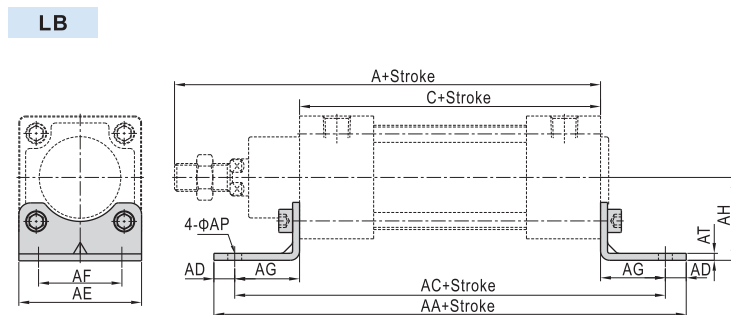 LB
A+Stroke
C+Stroke
4-ΦAP
AH
AT
AD
AG
AG
AD
AF
AE
AC+Stroke
AA+Stroke